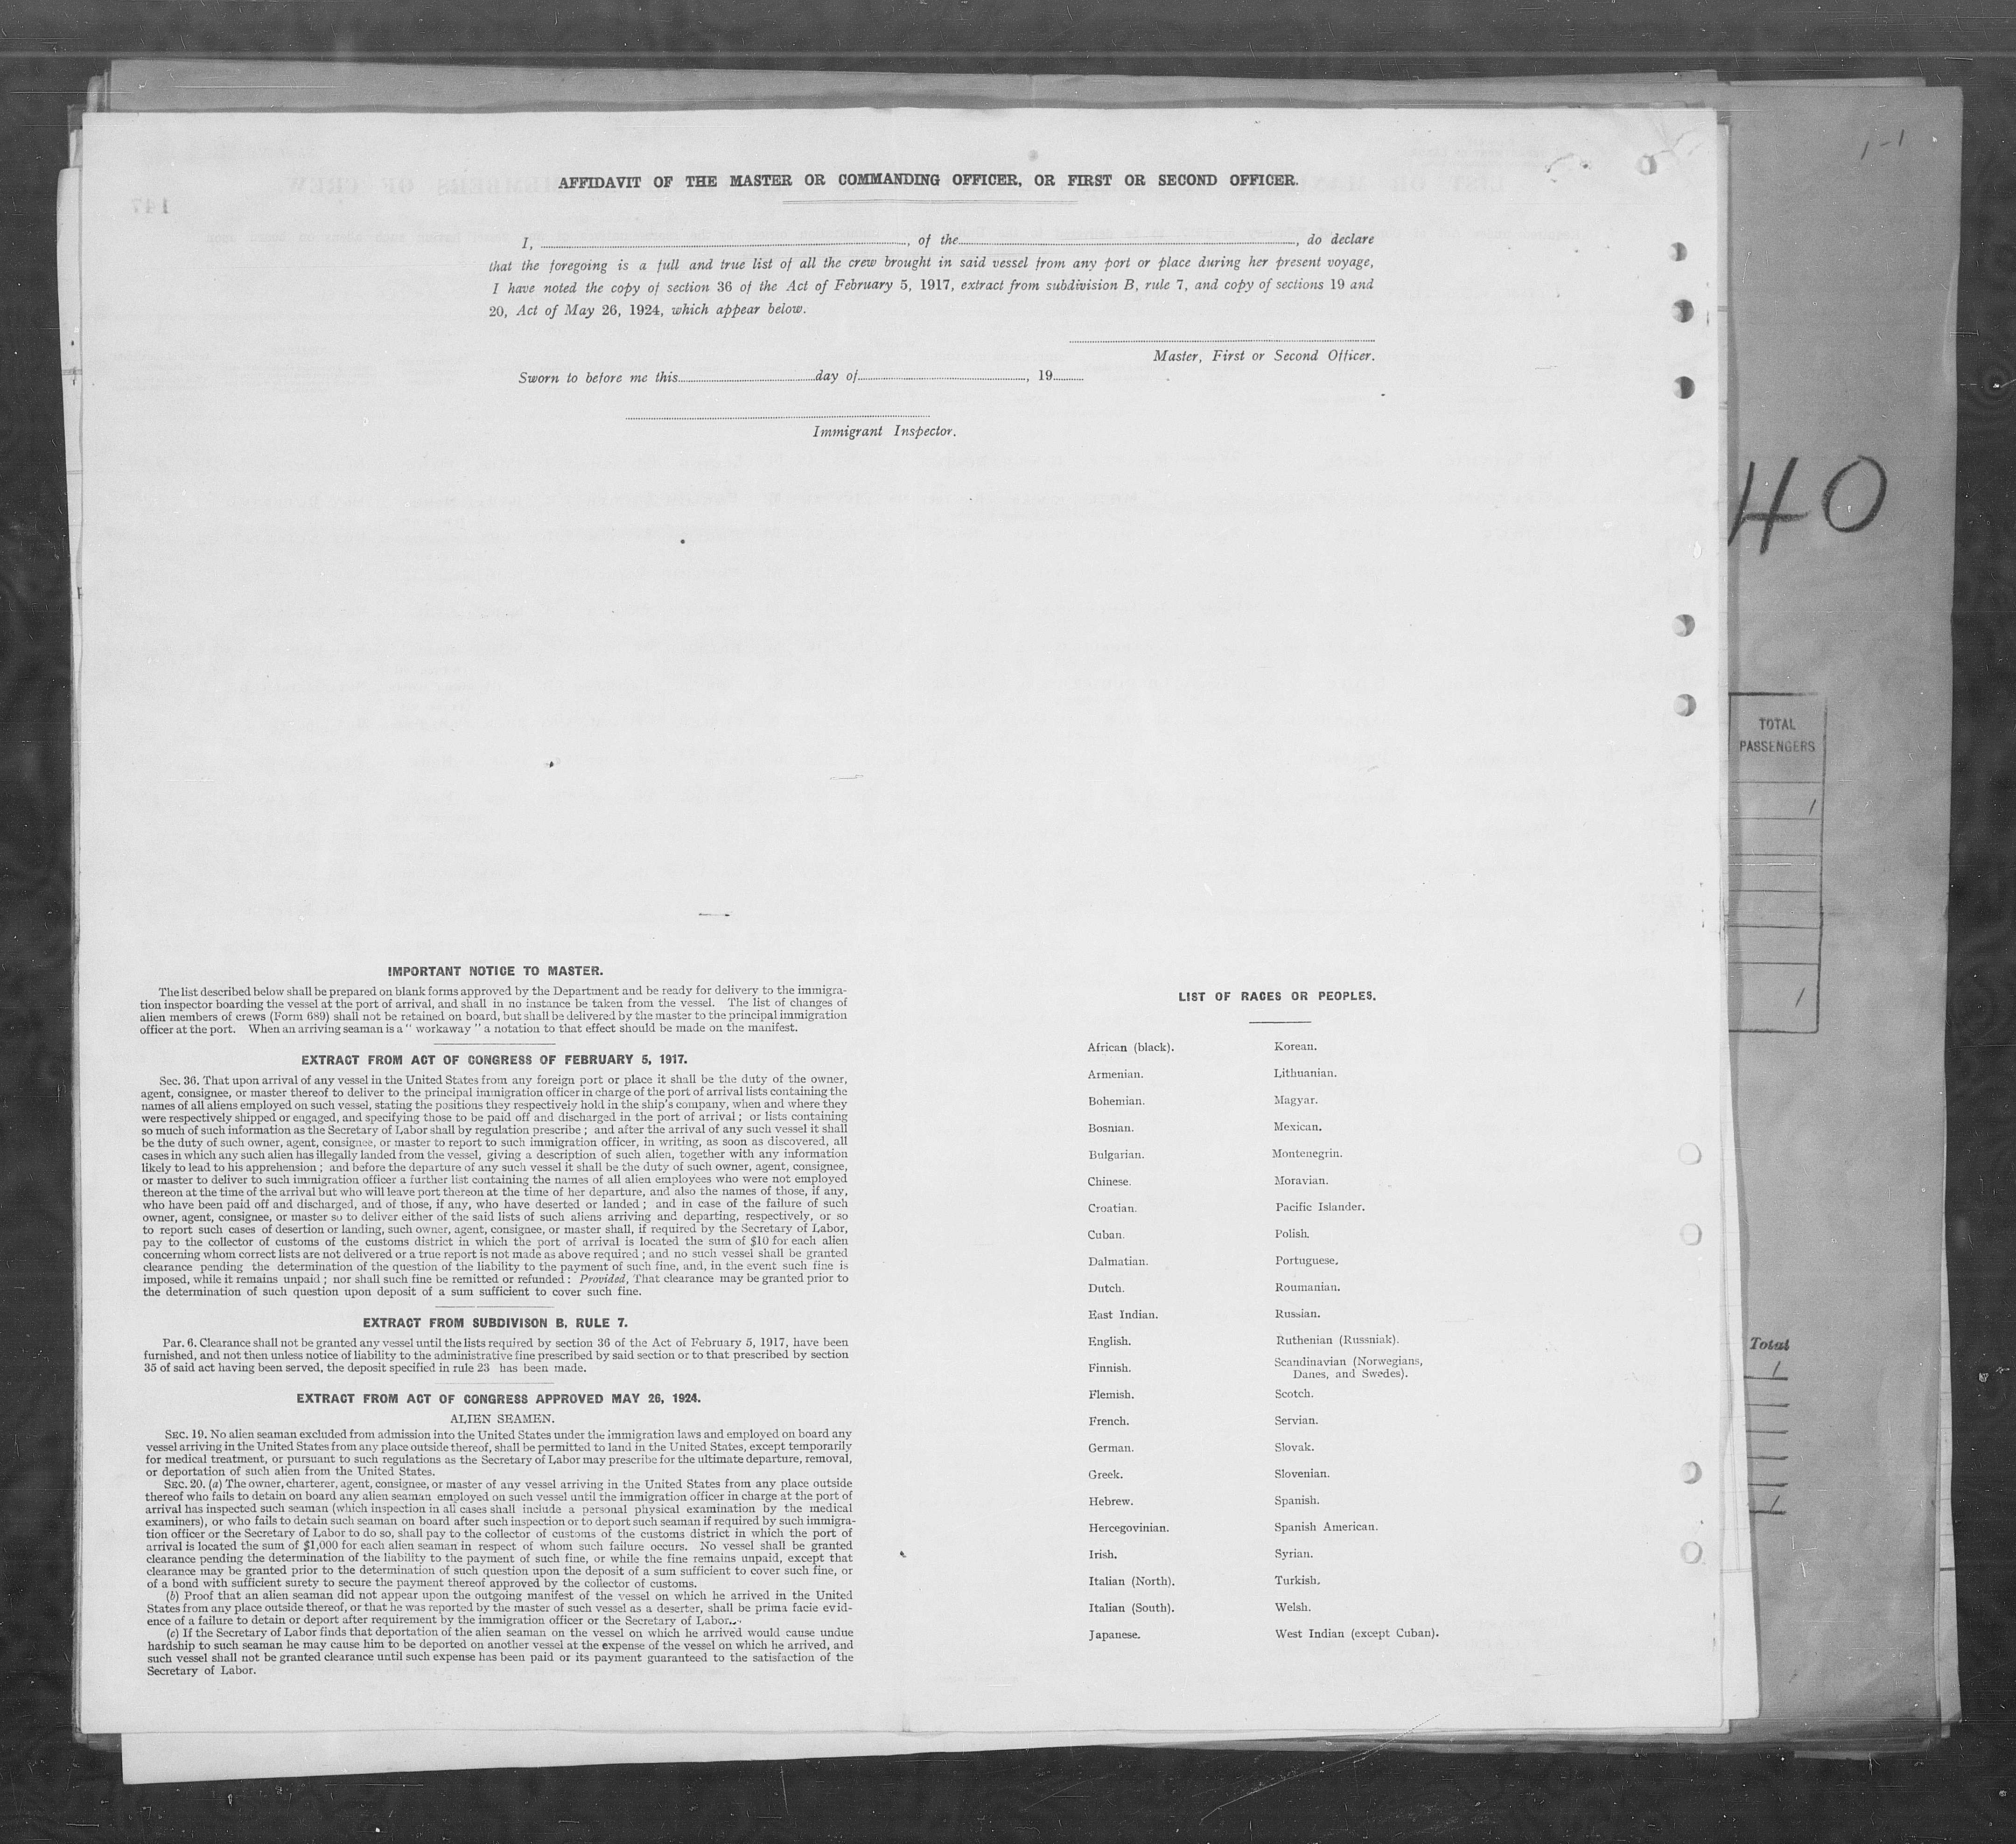 AFFIDAVIT OF THE MASTER OR COMMANDING OFFICER, OR FIRST OR SECOND OFFICER.
I, , of the , do declare
that the foregoing is a full and true list of all the crew brought in said vessel from any port or place during her present voyage,
I have noted the copy of section 36 of the Act of February 5, 1917, extract from subdivision B, rule 7, and copy of sections 19 and
20, Act of May 26, 1924, which appear below.
Master, First or Second Officer.
Sworn to before me this day of , 19
Immigrant Inspector.
IMPORTANT NOTICE TO MASTER.
The list described below shall be prepared on blank forms approved by the Department and be ready for delivery to the immigra-
tion inspector boarding the vessel at the port of arrival, and shall in no instance be taken from the vessel. The list of changes of
alien members of crews (Form 689) shall not be retained on board, but shall be delivered by the master to the principal immigration
officer at the port. When an arriving seaman is a " workaway " a notation to that effect should be made on the manifest.
EXTRACT FROM ACT OF CONGRESS OF FEBRUARY 5, 1917.
Sec. 36. That upon arrival of any vessel in the United States from any foreign port or place it shall be the duty of the owner,
agent, consignee, or master thereof to deliver to the principal immigration officer in charge of the port of arrival lists containing the
names of all aliens employed on such vessel, stating the positions they respectively hold in the ship's company, when and where they
were respectively shipped or engaged, and specifying those to be paid off and discharged in the port of arrival ; or lists containing
so much of such information as the Secretary of Labor shall by regulation prescribe ; and after the arrival of any such vessel it shall
be the duty of such owner, agent, consignee, or master to report to such immigration officer, in writing, as soon as discovered, all
cases in which any such alien has illegally landed from the vessel, giving a description of such alien, together with any information
likely to lead to his apprehension ; and before the departure of any such vessel it shall be the duty of such owner, agent, consignee,
or master to deliver to such immigration officer a further list containing the names of all alien employees who were not employed
thereon at the time of the arrival but who will leave port thereon at the time of her departure, and also the names of those, if any,
who have been paid off and discharged, and of those, if any, who have deserted or landed ; and in case of the failure of such
owner, agent, consignee, or master so to deliver either of the said lists of such aliens arriving and departing, respectively, or so
to report such cases of desertion or landing, such owner, agent, consignee, or master shall, if required by the Secretary of Labor,
pay to the collector of customs of the customs district in which the port of arrival is located the sum of $10 for each alien
concerning whom correct lists are not delivered or a true report is not made as above required ; and no such vessel shall be granted
clearance pending the determination of the question of the liability to the payment of such fine, and, in the event such fine is
imposed, while it remains unpaid ; nor shall such fine be remitted or refunded : Provided, That clearance may be granted prior to
the determination of such question upon deposit of a sum sufficient to cover such fine.
EXTRACT FROM SUBDIVISON B, RULE 7.
Par. 6. Clearance shall not be granted any vessel until the lists required by section 36 of the Act of February 5, 1917, have been
furnished, and not then unless notice of liability to the administrative fine prescribed by said section or to that prescribed by section
35 of said act having been served, the deposit specified in rule 23 has been made.
EXTRACT FROM ACT OF CONGRESS APPROVED MAY 26, 1924.
ALIEN SEAMEN.
SEC. 19. No alien seaman excluded from admission into the United States under the immigration laws and employed on board any
vessel arriving in the United States from any place outside thereof, shall be permitted to land in the United States, except temporarily
for medical treatment, or pursuant to such regulations as the Secretary of Labor may prescribe for the ultimate departure, removal,
or deportation of such alien from the United States.
SEC. 20. (a) The owner, charterer, agent, consignee, or master of any vessel arriving in the United States from any place outside
thereof who fails to detain on board any alien seaman employed on such vessel until the immigration officer in charge at the port of
arrival has inspected such seaman (which inspection in all cases shall include a personal physical examination by the medical
examiners), or who fails to detain such seaman on board after such inspection or to deport such seaman if required by such immigra-
tion officer or the Secretary of Labor to do so, shall pay to the collector of customs of the customs district in which the port of
arrival is located the sum of $1,000 for each alien seaman in respect of whom such failure occurs. No vessel shall be granted
clearance pending the determination of the liability to the payment of such fine, or while the fine remains unpaid, except that
clearance may be granted prior to the determination of such question upon the deposit of a sum sufficient to cover such fine, or
of a bond with sufficient surety to secure the payment thereof approved by the collector of customs.
(b) Proof that an alien seaman did not appear upon the outgoing manifest of the vessel on which he arrived in the United
States from any place outside thereof, or that he was reported by the master of such vessel as a deserter, shall be prima facie evid-
ence of a failure to detain or deport after requirement by the immigration officer or the Secretary of Labor.
(c) If the Secretary of Labor finds that deportation of the alien seaman on the vessel on which he arrived would cause undue
hardship to such seaman he may cause him to be deported on another vessel at the expense of the vessel on which he arrived, and
such vessel shall not be granted clearance until such expense has been paid or its payment guaranteed to the satisfaction of the
Secretary of Labor.
LIST OF RACES OR PEOPLES.
African (black). Korean.
Armenian. Lithuanian.
Bohemian. Magyar.
Bosnian. Mexican.
Bulgarian. Montenegrin.
Chinese. Moravian.
Croatian. Pacific Islander.
Cuban. Polish.
Dalmatian. Portuguese.
Dutch. Roumanian.
East Indian. Russian.
English. Ruthenian (Russniak).
Finnish. Scandinavian (Norwegians,
Danes, and Swedes).
Flemish. Scotch.
French. Servian.
German. Slovak.
Greek. Slovenian.
Hebrew. Spanish.
Hercegovinian. Spanish American.
Irish. Syrian.
Italian (North). Turkish.
Italian (South). Welsh.
Japanese. West Indian (except Cuban).
1-1
40
TOTAL
PASSENGERS
1
1
Total
1